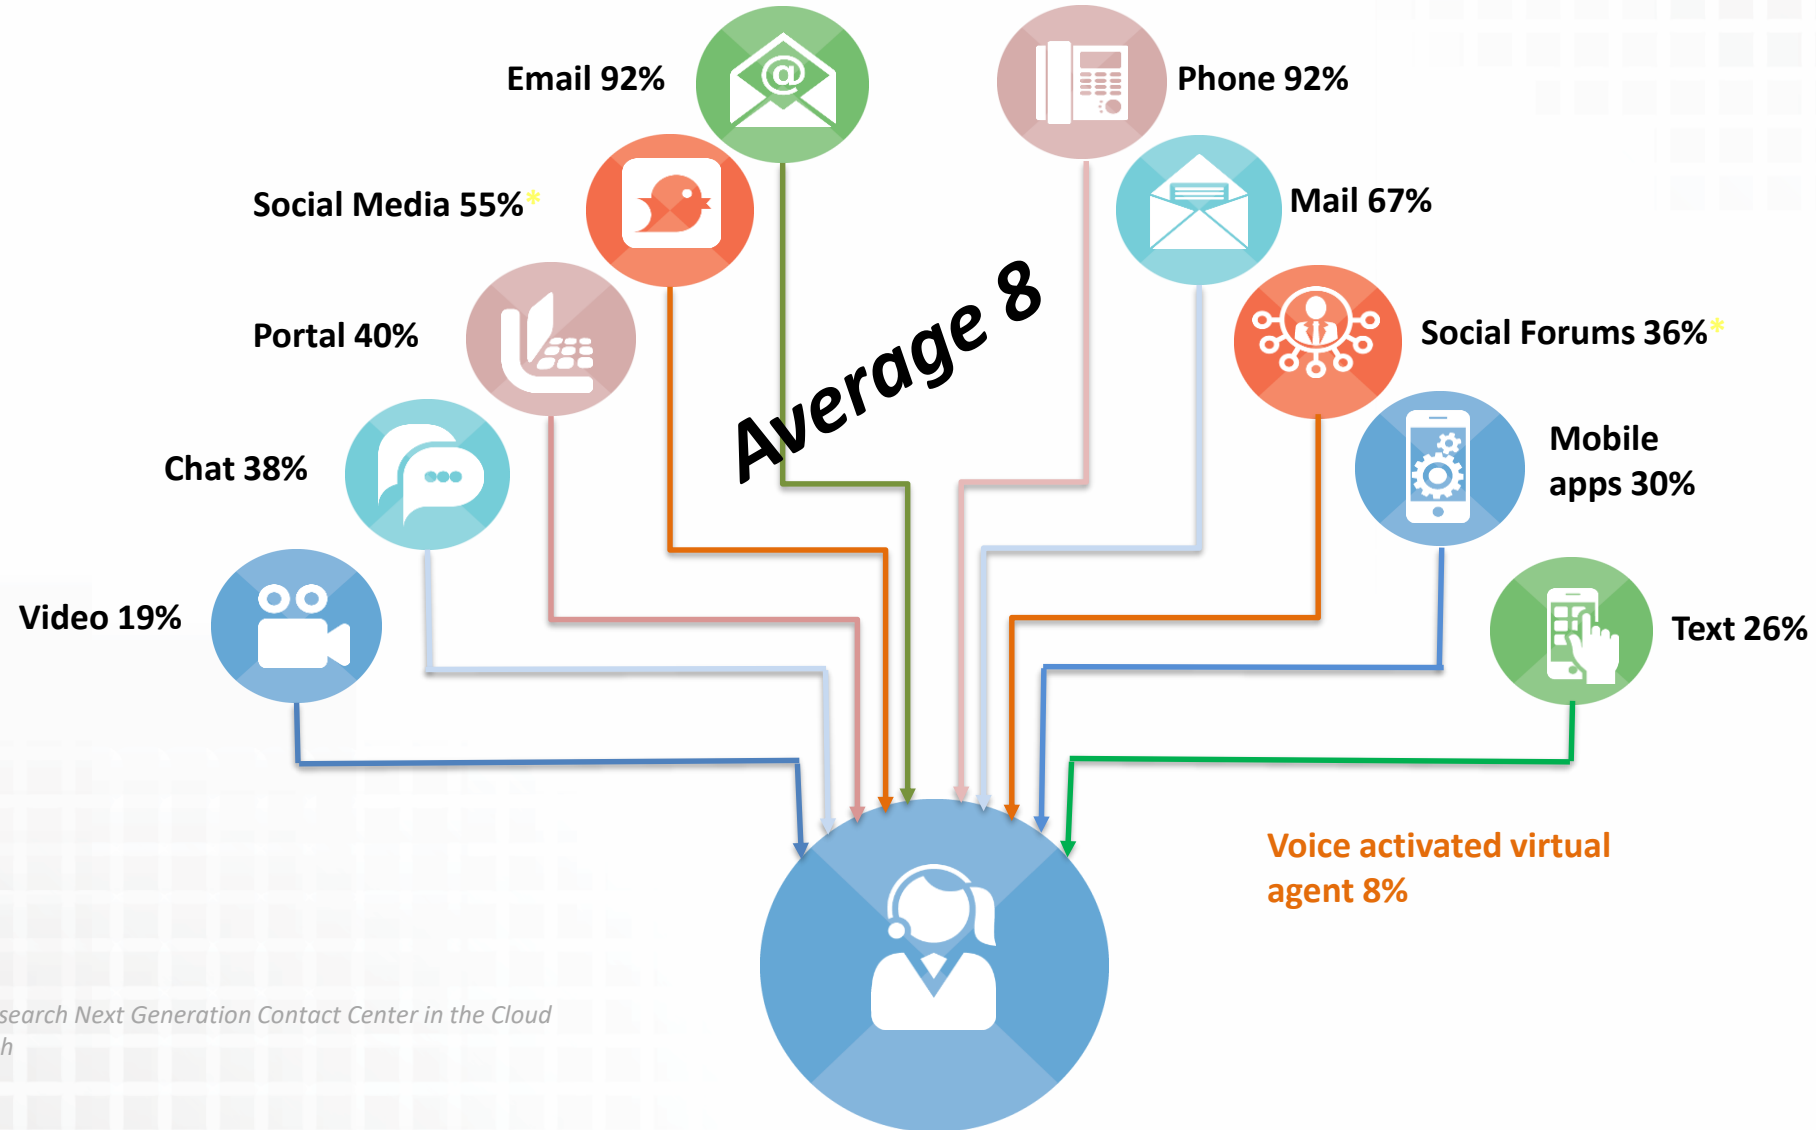 Email 92%
Phone 92%
Social Media 55%*
Mail 67%
Portal 40%
Average 8
Social Forums 36%*
Chat 38%
Mobile
apps 30%
Video 19%
Text 26%
Voice activated virtual
agent 8%
Next Generation Contact Center in the Cloud